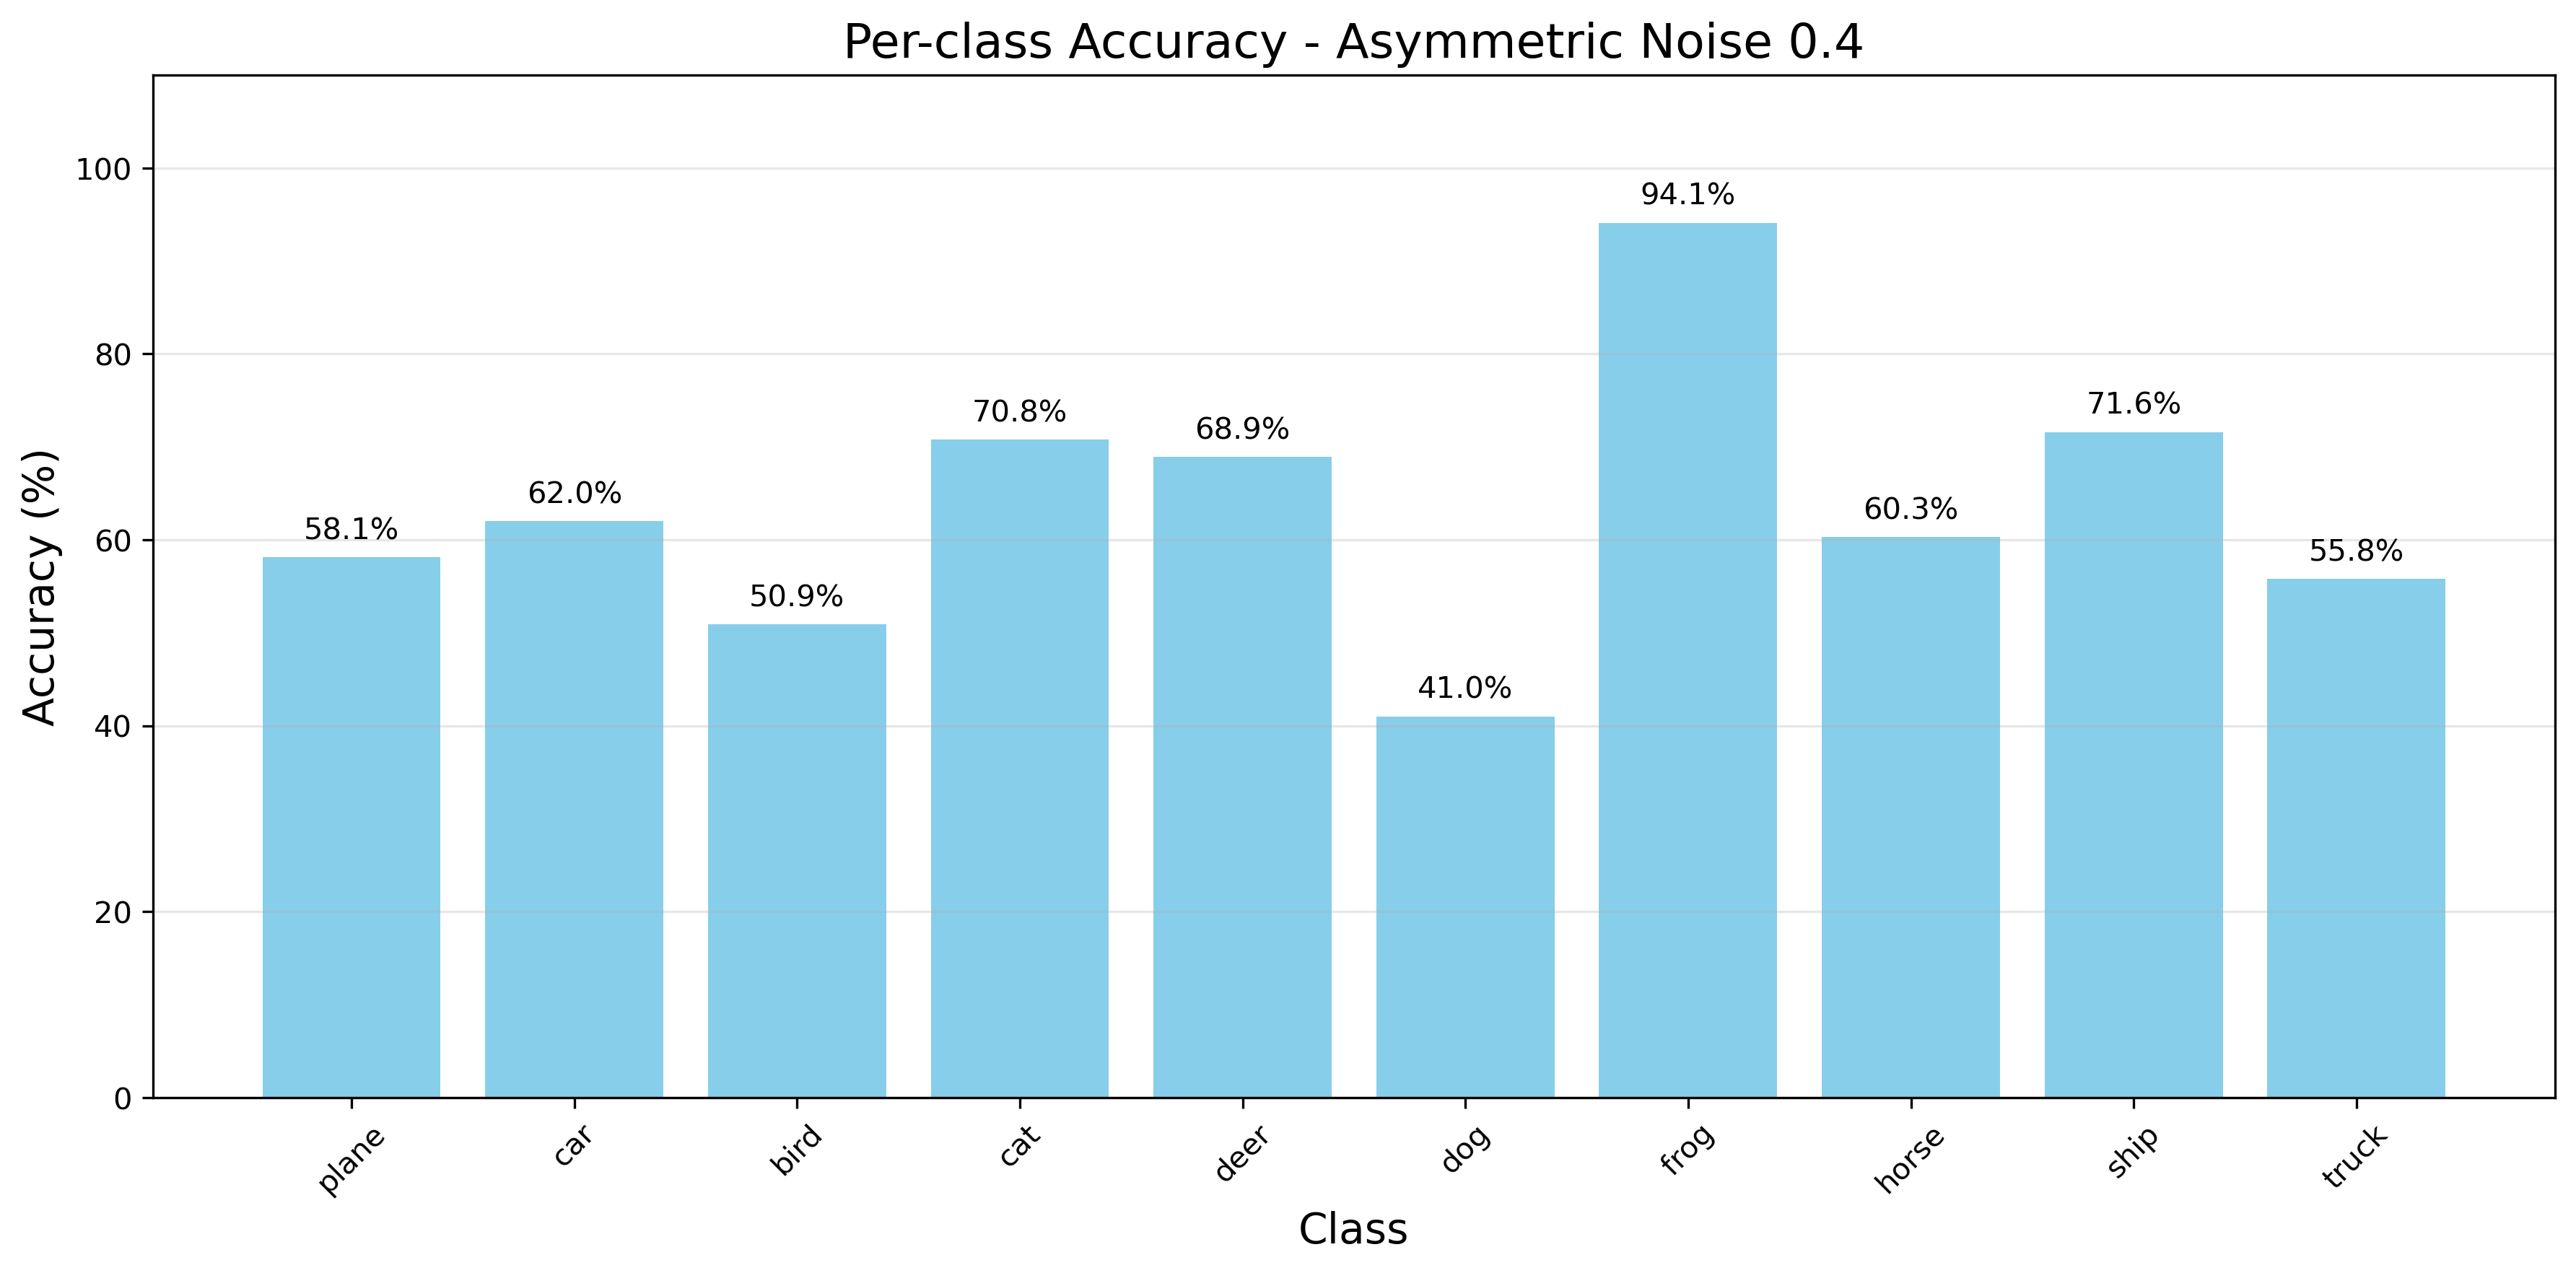 Per-class Accuracy - Asymmetric Noise 0.4
Accuracy (%)
100
80
60
40
20
0
58.1%
62.0%
50.9%
70.8%
68.9%
41.0%
94.1%
60.3%
71.6%
55.8%
plane
car
bird
cat
deer
dog
frog
horse
ship
truck
Class